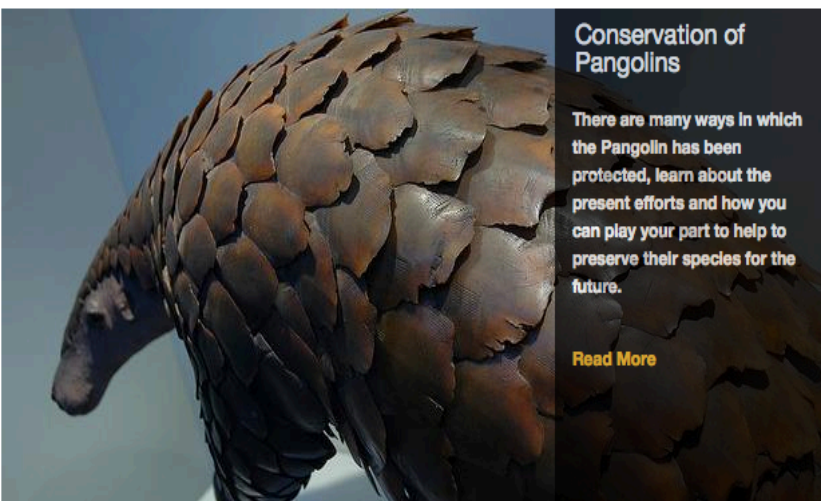 Conservation of
Pangolins
There are many ways in which
the Pangolin has been
protected, learn about the
present efforts and how you
can play your part to help to
preserve their species for the
future.
Read More